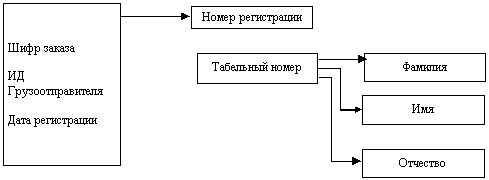 Номер регистрации
Шифр заказа
ИД
Грузоотправителя
Дата регистрации
Табельный номер
Фамилия
Имя
Отчество